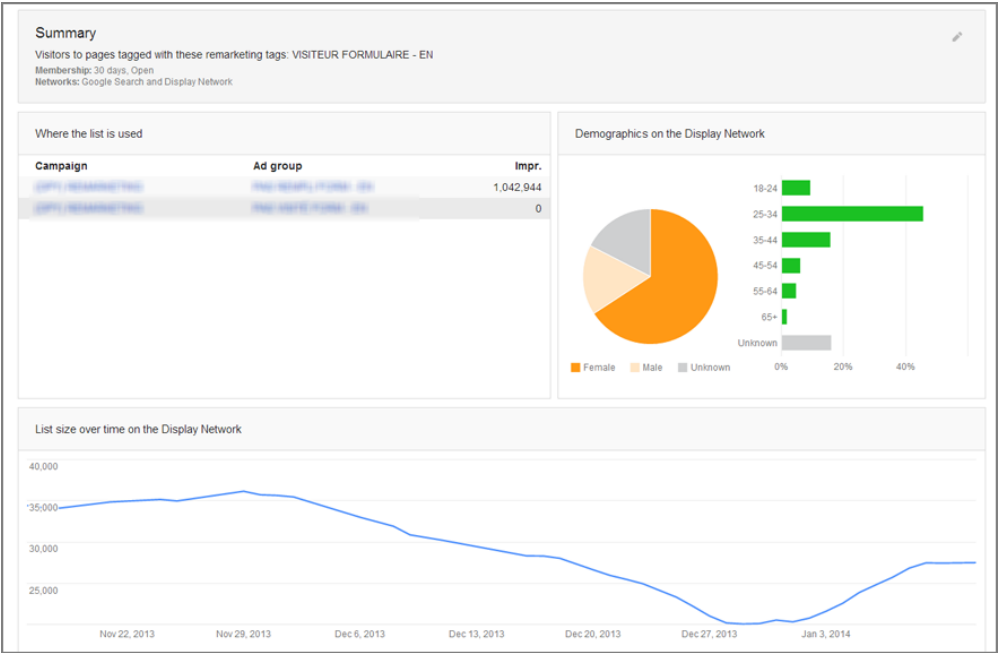 Summary
Visitors to pages tagged with these remarketing tags: VISITEUR FORMULAIRE - EN
Membership: 30 days, Open
Networks: Google Search and Display Network
Where the list is used
Campaign Ad group Impr.
1,042,944
0
Demographics on the Display Network
18-24
25-34
35-44
45-54
55-64
65+
Unknown
0% 20% 40%
Female Male Unknown
List size over time on the Display Network
40,000
35,000
30,000
25,000
Nov 22, 2013 Nov 29, 2013 Dec 6, 2013 Dec 13, 2013 Dec 20, 2013 Dec 27, 2013 Jan 3, 2014